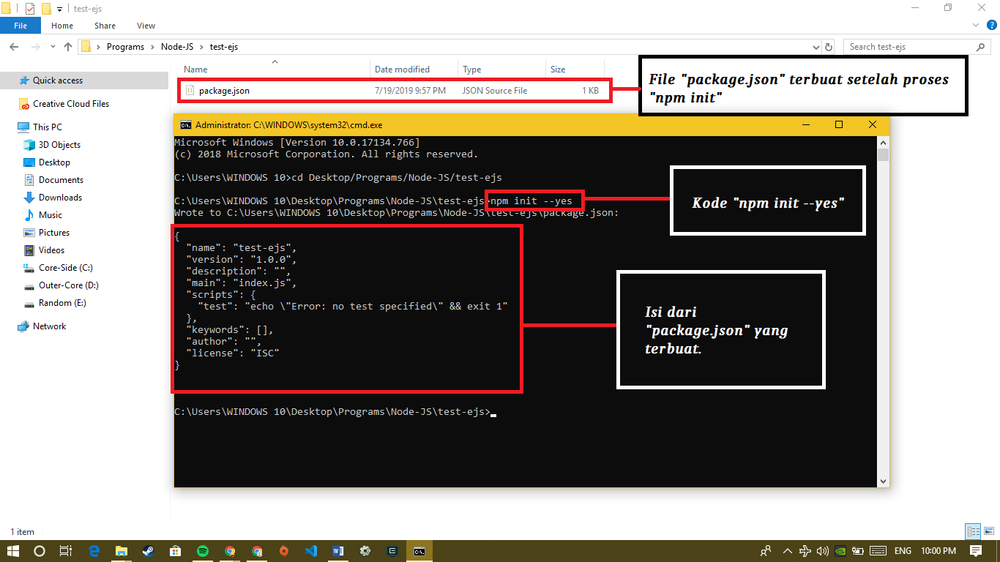 test-ejs
File
Home
Share
View
Programs
Node-JS
test-ejs
Search test-ejs
Name
Date modified
Type
Size
Quick access
Creative Cloud Files
This PC
3D Objects
Desktop
Documents
Downloads
Music
Pictures
Videos
Core-Side (C:)
Outer-Core (D:)
Random (E:)
Network
package.json
7/19/2019 9:57 PM
JSON Source File
1 KB
File "package.json" terbuat setelah proses
"npm init"
Administrator: C:\WINDOWS\system32\cmd.exe
Microsoft Windows [Version 10.0.17134.766]
(c) 2018 Microsoft Corporation. All rights reserved.
C:\Users\WINDOWS 10>cd Desktop/Programs/Node-JS/test-ejs
C:\Users\WINDOWS 10\Desktop\Programs\Node-JS\test-ejs>npm init --yes
Wrote to C:\Users\WINDOWS 10\Desktop\Programs\Node-JS\test-ejs\package.json:
{
"name": "test-ejs",
"version": "1.0.0",
"description": "",
"main": "index.js",
"scripts": {
"test": "echo \"Error: no test specified\" && exit 1"
},
"keywords": [],
"author": "",
"license": "ISC"
}
C:\Users\WINDOWS 10\Desktop\Programs\Node-JS\test-ejs>
Kode "npm init --yes"
Isi dari
"package.json" yang
terbuat.
1 item
ENG
10:00 PM